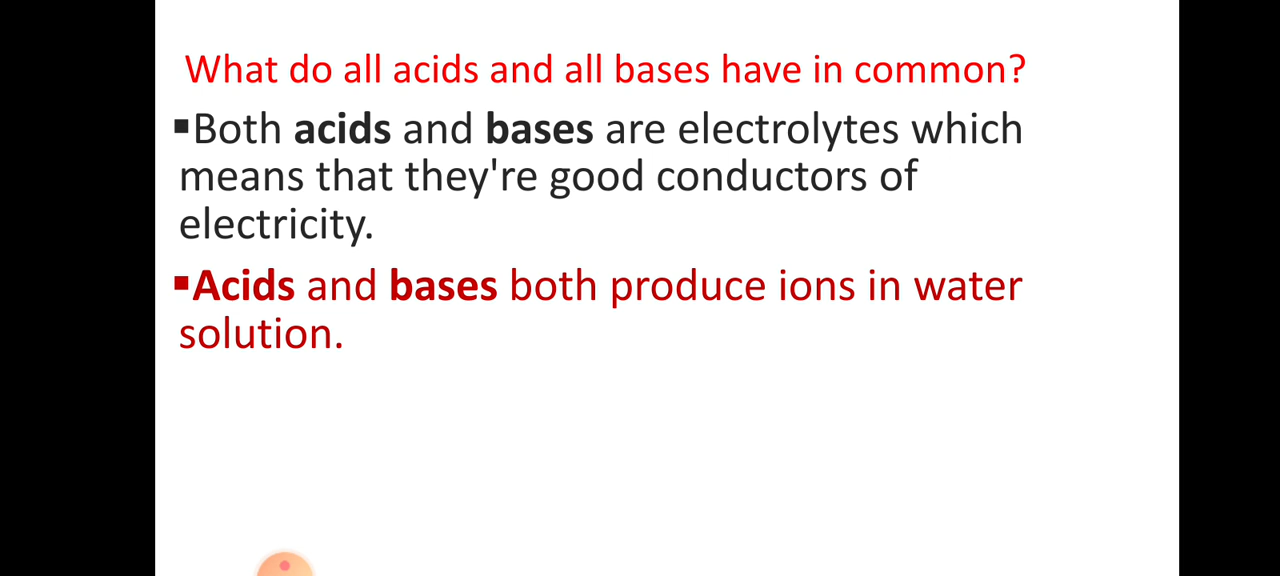 What do all acids and all bases have in common?
▪Both acids and bases are electrolytes which
means that they're good conductors of
electricity.
▪Acids and bases both produce ions in water
solution.